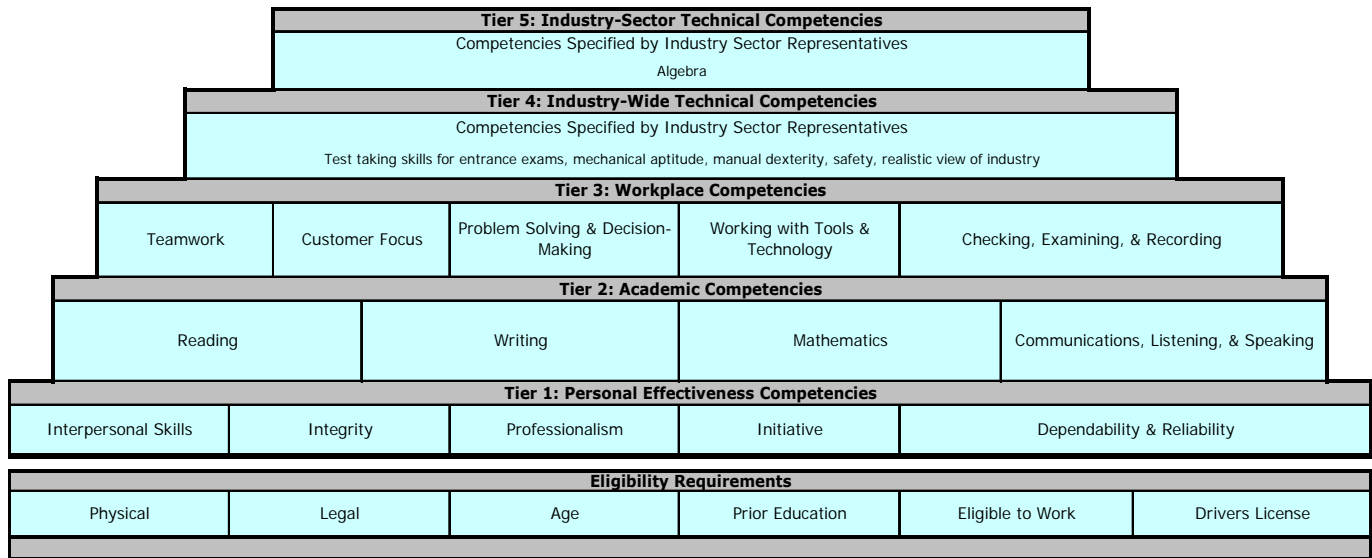 Tier 5: Industry-Sector Technical Competencies
Competencies Specified by Industry Sector Representatives
Algebra
Tier 4: Industry-Wide Technical Competencies
Competencies Specified by Industry Sector Representatives
Test taking skills for entrance exams, mechanical aptitude, manual dexterity, safety, realistic view of industry
Tier 3: Workplace Competencies
Teamwork
Customer Focus
Problem Solving & Decision-
Making
Working with Tools &
Technology
Checking, Examining, & Recording
Tier 2: Academic Competencies
Reading
Writing
Mathematics
Communications, Listening, & Speaking
Tier 1: Personal Effectiveness Competencies
Interpersonal Skills
Integrity
Professionalism
Initiative
Dependability & Reliability
Eligibility Requirements
Physical
Legal
Age
Prior Education
Eligible to Work
Drivers License